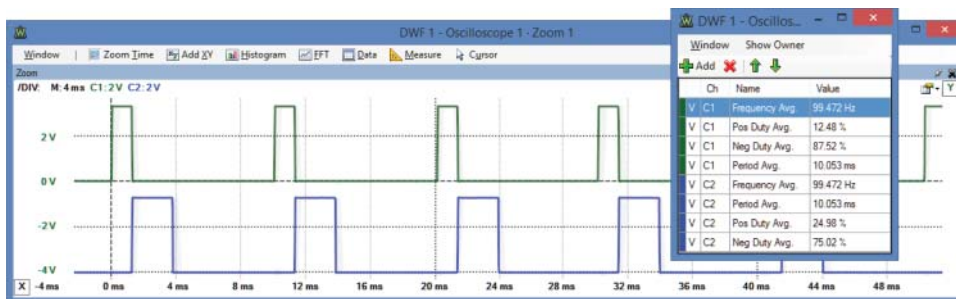 DWF 1 - Oscilloscope 1 - Zoom 1
Window Zoom Time Add XY Histogram FFT Data Measure Cursor
Zoom
/DIV: M:4 ms C1:2 V C2:2 V
Y
2 V
0 V
-2 V
-4 V
X -4 ms 0 ms 4 ms 8 ms 12 ms 16 ms 20 ms 24 ms 28 ms 32 ms 36 ms 40 ms 44 ms 48 ms
DWF 1 - Oscillos...
Window Show Owner
Add
Ch Name Value
V C1 Frequency Avg. 99.472 Hz
V C1 Pos Duty Avg. 12.48 %
V C1 Neg Duty Avg. 87.52 %
V C1 Period Avg. 10.053 ms
V C2 Frequency Avg. 99.472 Hz
V C2 Period Avg. 10.053 ms
V C2 Pos Duty Avg. 24.98 %
V C2 Neg Duty Avg. 75.02 %